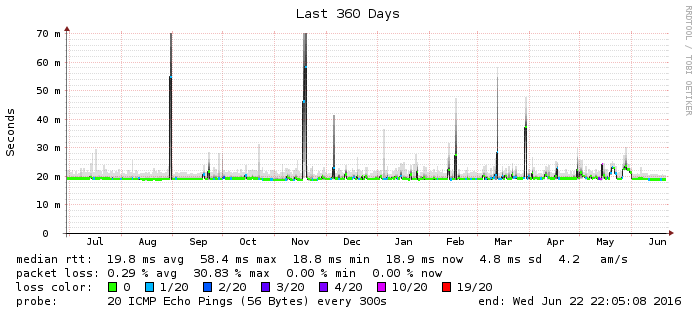 Last 360 Days
RRDTOOL / TOBI OETIKER
Seconds
70 m
60 m
50 m
40 m
30 m
20 m
10 m
0
Jul Aug Sep Oct Nov Dec Jan Feb Mar Apr May Jun
median rtt: 19.8 ms avg 58.4 ms max 18.8 ms min 18.9 ms now 4.8 ms sd 4.2 am/s
packet loss: 0.29 % avg 30.83 % max 0.00 % min 0.00 % now
loss color: 0 1/20 2/20 3/20 4/20 10/20 19/20
probe: 20 ICMP Echo Pings (56 Bytes) every 300s end: Wed Jun 22 22:05:08 2016